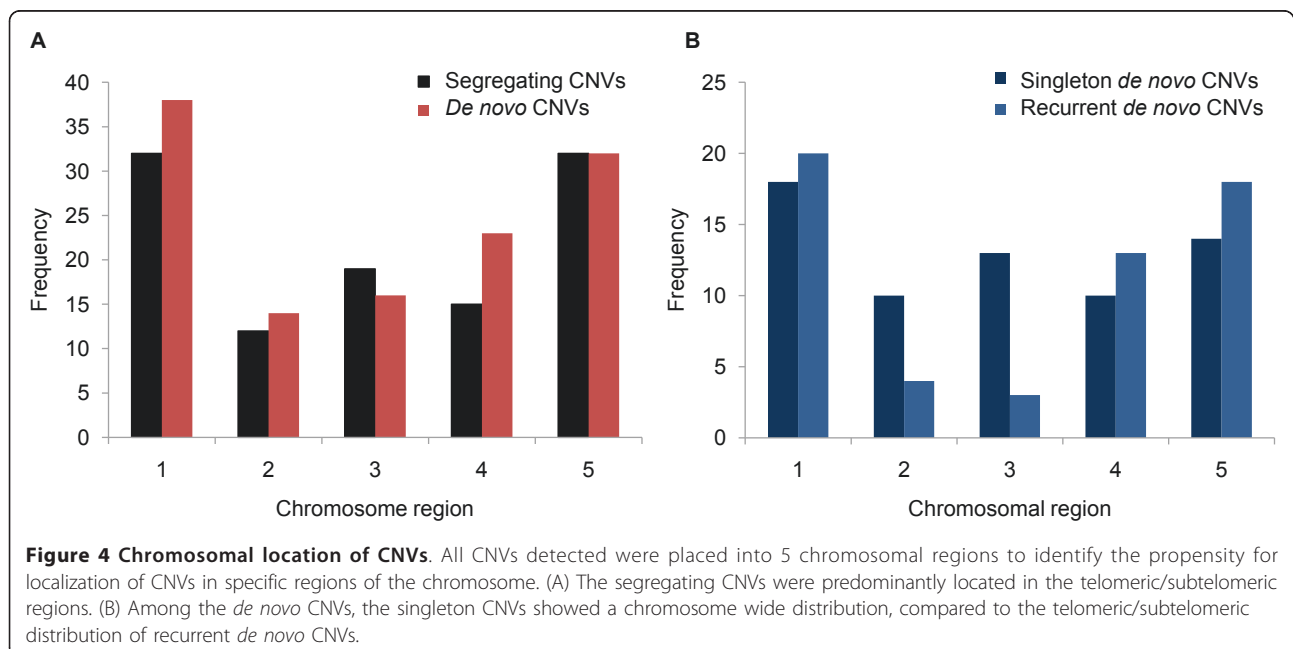 A
Segregating CNVs
De novo CNVs
40
35
30
25
20
15
10
5
0
Frequency
1 2 3 4 5
Chromosome region
B
Singleton de novo CNVs
Recurrent de novo CNVs
25
20
15
10
5
0
Frequency
1 2 3 4 5
Chromosomal region
Figure 4 Chromosomal location of CNVs. All CNVs detected were placed into 5 chromosomal regions to identify the propensity for
localization of CNVs in specific regions of the chromosome. (A) The segregating CNVs were predominantly located in the telomeric/subtelomeric
regions. (B) Among the de novo CNVs, the singleton CNVs showed a chromosome wide distribution, compared to the telomeric/subtelomeric
distribution of recurrent de novo CNVs.